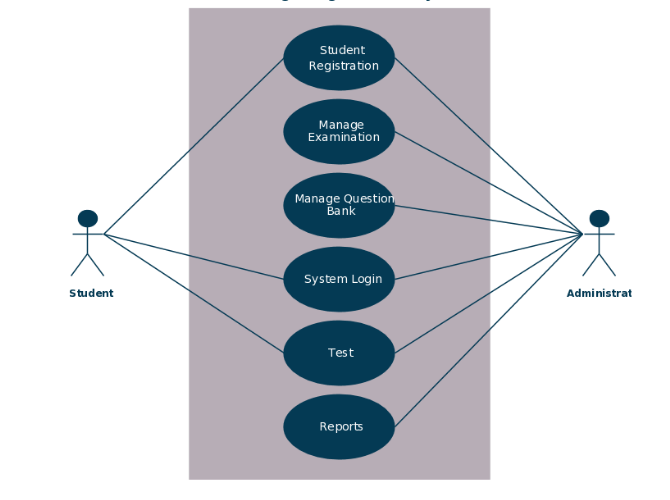 Student
Registration
Manage
Examination
Manage Question
Bank
System Login
Student
Administrat
Test
Reports